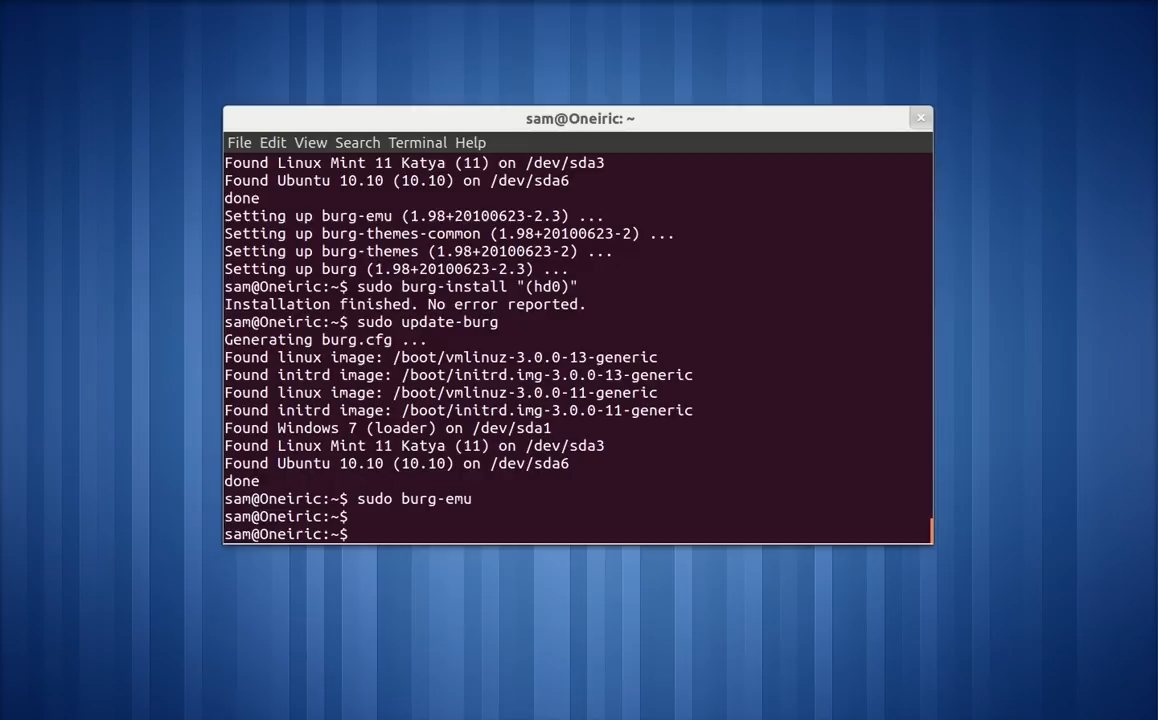 sam@Oneiric: ~
×
File Edit View Search Terminal Help
Found Linux Mint 11 Katya (11) on /dev/sda3
Found Ubuntu 10.10 (10.10) on /dev/sda6
done
Setting up burg-emu (1.98+20100623-2.3) ...
Setting up burg-themes-common (1.98+20100623-2) ...
Setting up burg-themes (1.98+20100623-2) ...
Setting up burg (1.98+20100623-2.3) ...
sam@Oneiric:~$ sudo burg-install "(hd0)"
Installation finished. No error reported.
sam@Oneiric:~$ sudo update-burg
Generating burg.cfg ...
Found linux image: /boot/vmlinuz-3.0.0-13-generic
Found initrd image: /boot/initrd.img-3.0.0-13-generic
Found linux image: /boot/vmlinuz-3.0.0-11-generic
Found initrd image: /boot/initrd.img-3.0.0-11-generic
Found Windows 7 (loader) on /dev/sda1
Found Linux Mint 11 Katya (11) on /dev/sda3
Found Ubuntu 10.10 (10.10) on /dev/sda6
done
sam@Oneiric:~$ sudo burg-emu
sam@Oneiric:~$
sam@Oneiric:~$